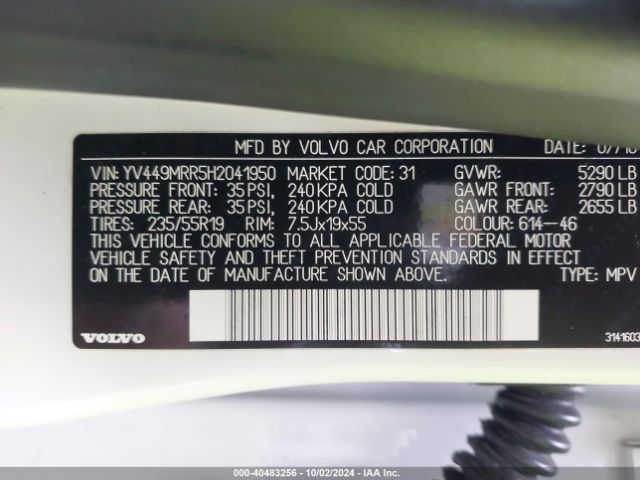 MFD BY VOLVO CAR CORPORATION DATE:
VIN: YV449MRR5H2041950 MARKET CODE: 31 GVWR: 5290 LB
PRESSURE FRONT: 35 PSI, 240 KPA COLD GAWR FRONT: 2790 LB
PRESSURE REAR: 35 PSI, 240 KPA COLD GAWR REAR: 2655 LB
TIRES: 235/55R19 RIM: 7.5Jx19x55 COLOUR: 614-46
THIS VEHICLE CONFORMS TO ALL APPLICABLE FEDERAL MOTOR
VEHICLE SAFETY AND THEFT PREVENTION STANDARDS IN EFFECT
ON THE DATE OF MANUFACTURE SHOWN ABOVE. TYPE: MPV
VOLVO 3141603
000-40483256 - 10/02/2024 - IAA Inc.